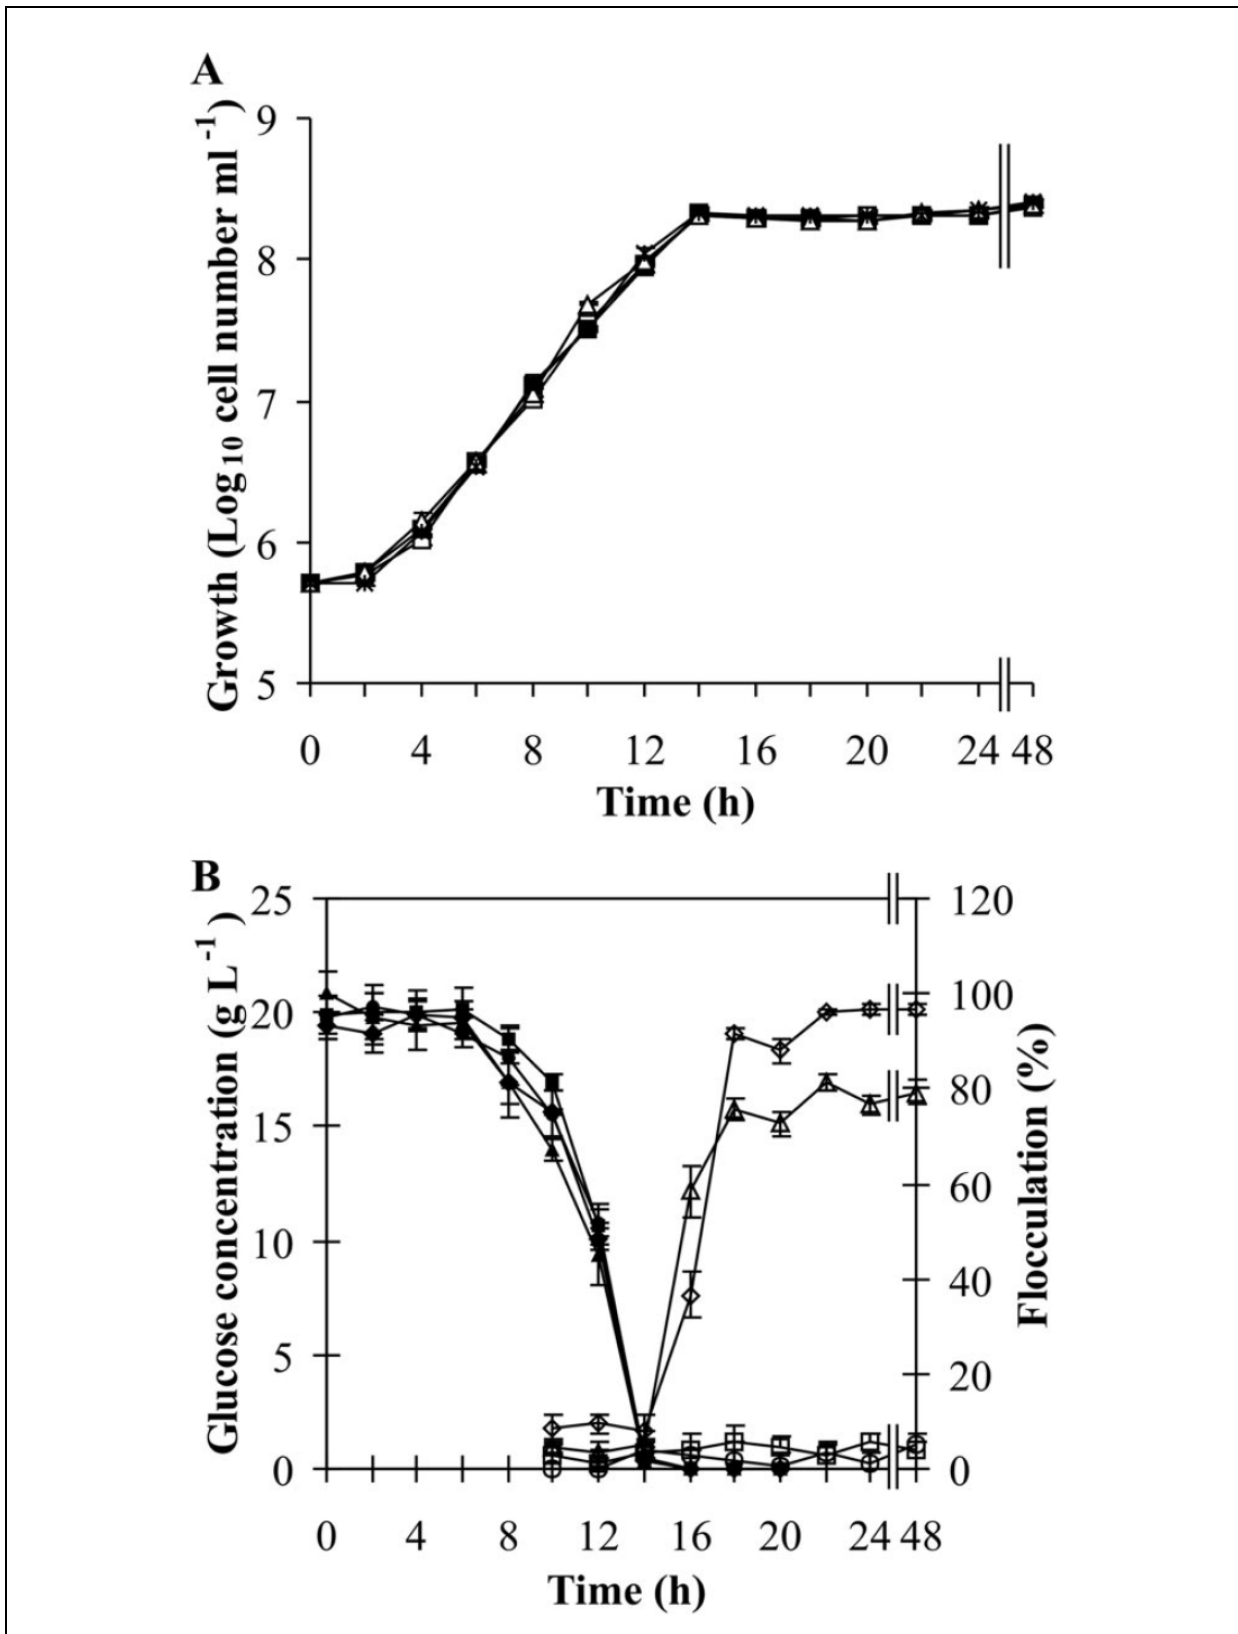 A
Growth (Log10 cell number ml-1)
9
8
7
6
5
0 4 8 12 16 20 24 48
Time (h)
B
Glucose concentration (g L-1)
25
20
15
10
5
0
120
100
80
60
40
20
0
Flocculation (%)
0 4 8 12 16 20 24 48
Time (h)